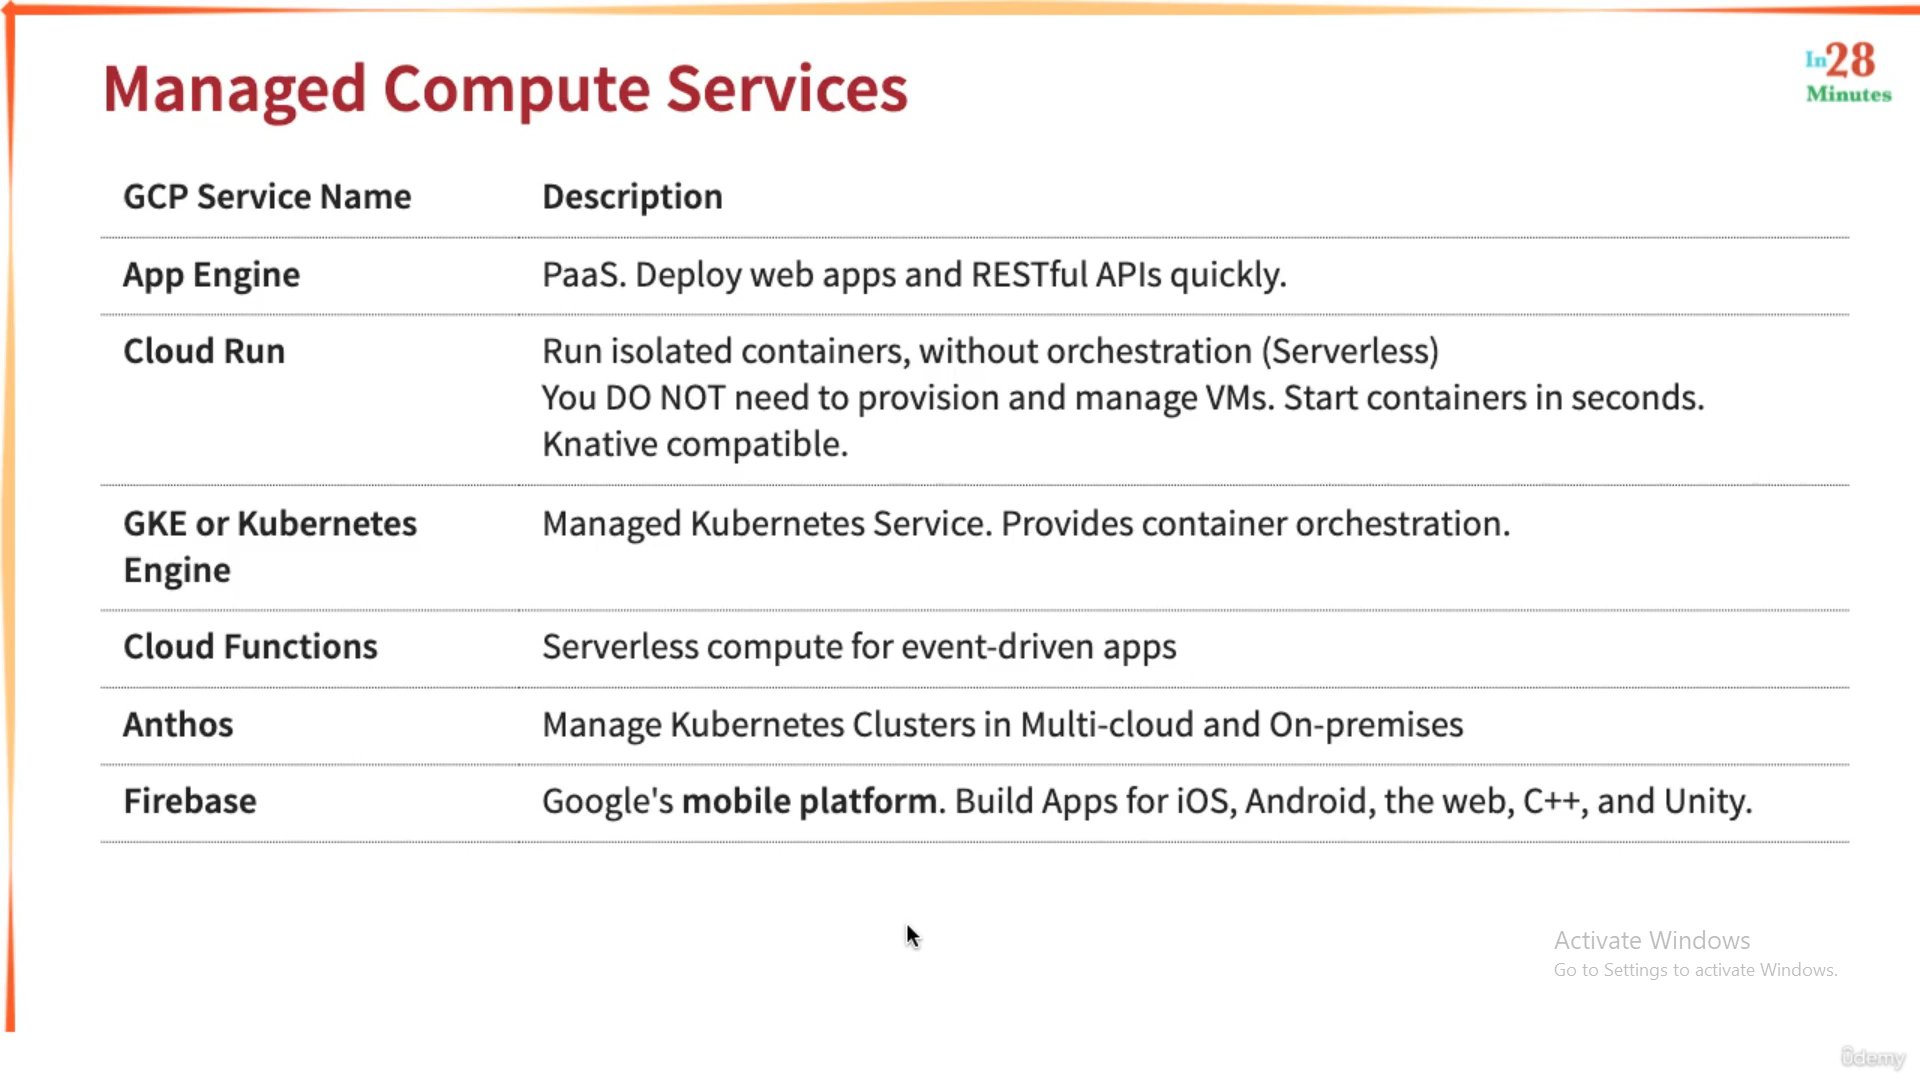 Managed Compute Services
In28
Minutes
GCP Service Name
Description
App Engine
PaaS. Deploy web apps and RESTful APIs quickly.
Cloud Run
Run isolated containers, without orchestration (Serverless)
You DO NOT need to provision and manage VMs. Start containers in seconds.
Knative compatible.
GKE or Kubernetes
Engine
Managed Kubernetes Service. Provides container orchestration.
Cloud Functions
Serverless compute for event-driven apps
Anthos
Manage Kubernetes Clusters in Multi-cloud and On-premises
Firebase
Google's mobile platform. Build Apps for iOS, Android, the web, C++, and Unity.
Activate Windows
Go to Settings to activate Windows.
ûdemy